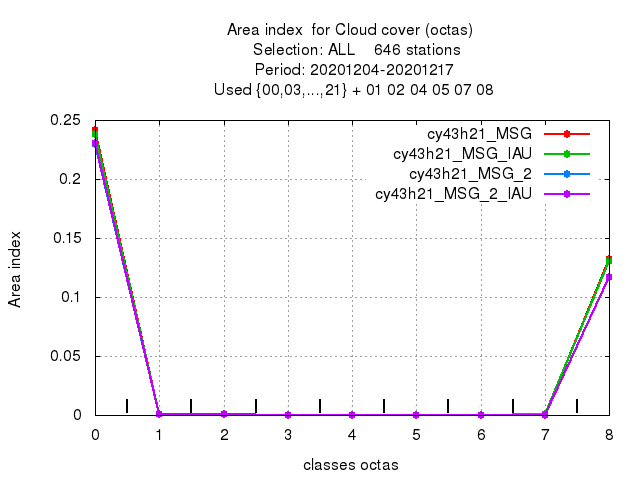 Area index  for Cloud cover (octas)
Selection: ALL    646 stations
Period: 20201204-20201217
Used {00,03,...,21} + 01 02 04 05 07 08
cy43h21_MSG
cy43h21_MSG_IAU
cy43h21_MSG_2
cy43h21_MSG_2_IAU
0.25
0.2
0.15
0.1
0.05
0
Area index
0 1 2 3 4 5 6 7 8
classes octas